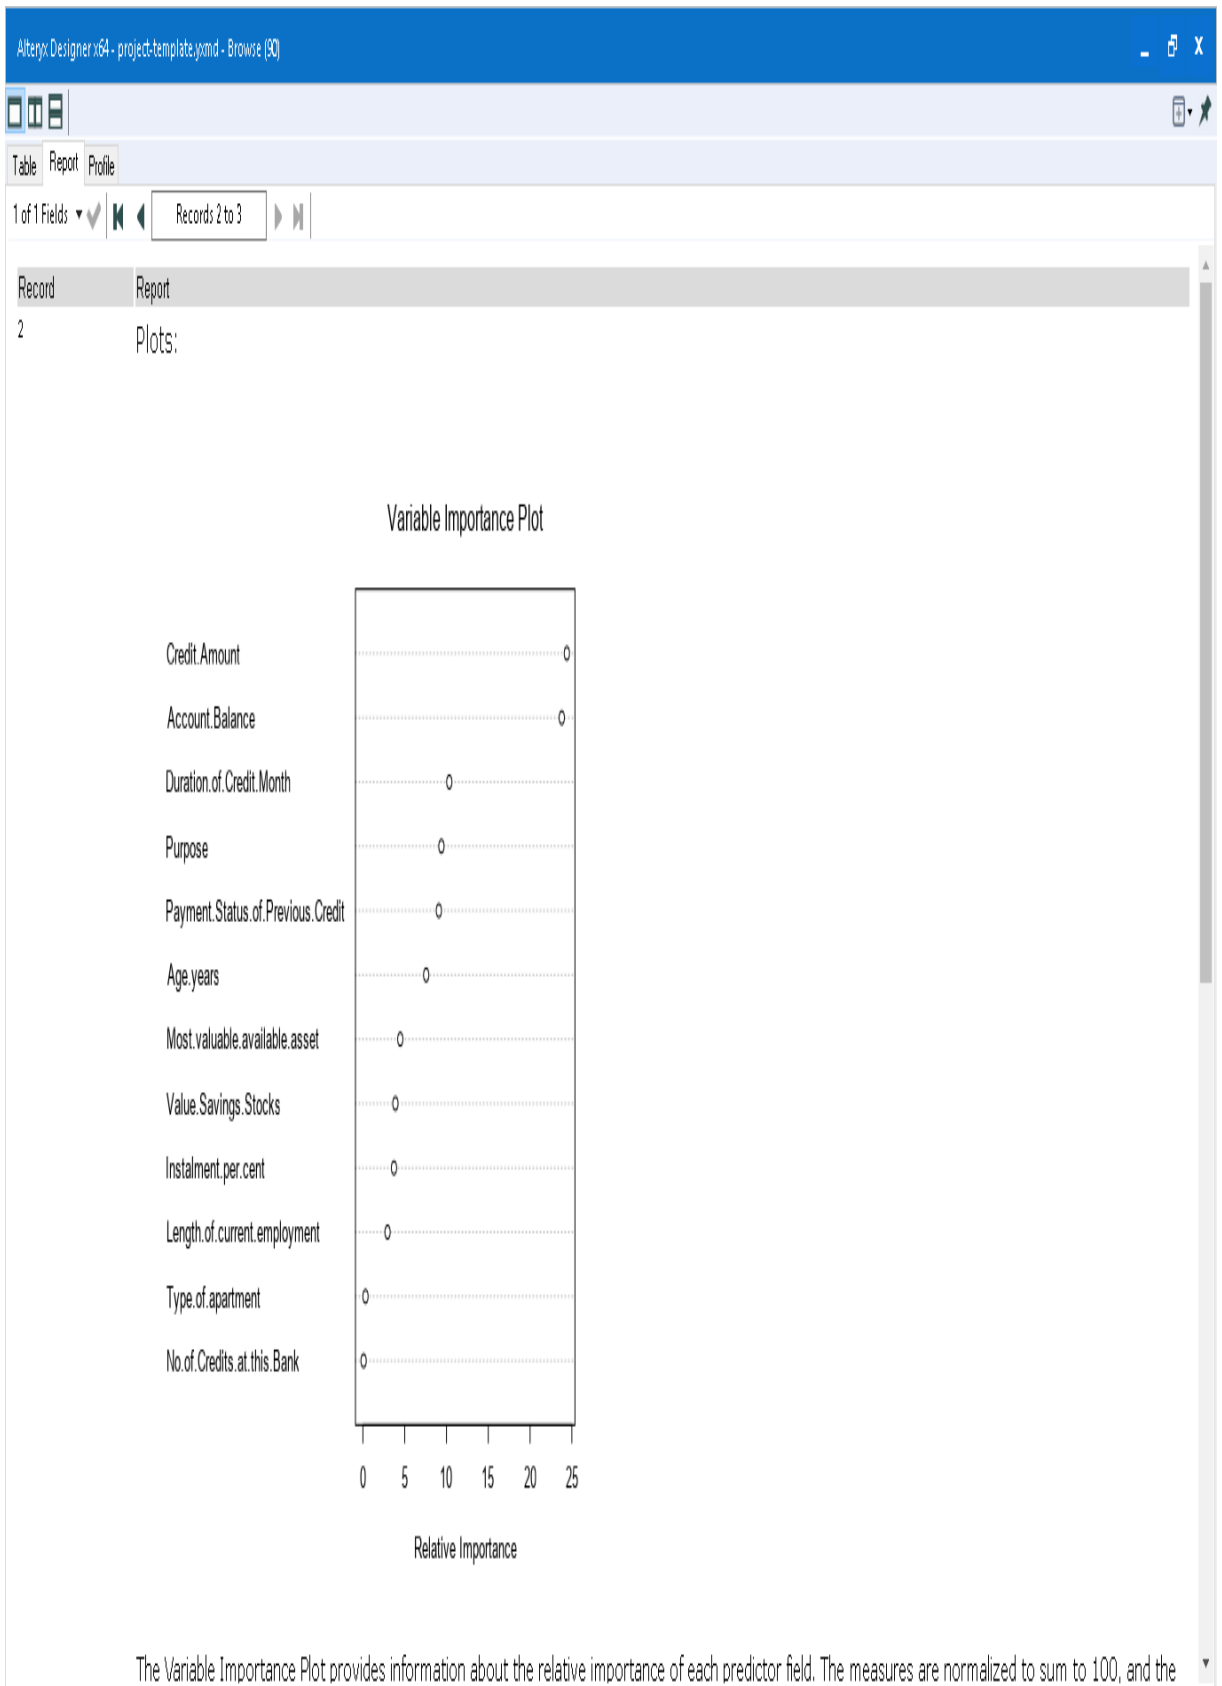 Alteryx Designer x64 - project-template.yxmd - Browse (90)
Table Report Profile
1 of 1 Fields Records 2 to 3
Record Report
2 Plots:
Variable Importance Plot
Credit.Amount
Account.Balance
Duration.of.Credit.Month
Purpose
Payment.Status.of.Previous.Credit
Age.years
Most.valuable.available.asset
Value.Savings.Stocks
Instalment.per.cent
Length.of.current.employment
Type.of.apartment
No.of.Credits.at.this.Bank
0 5 10 15 20 25
Relative Importance
The Variable Importance Plot provides information about the relative importance of each predictor field. The measures are normalized to sum to 100, and the